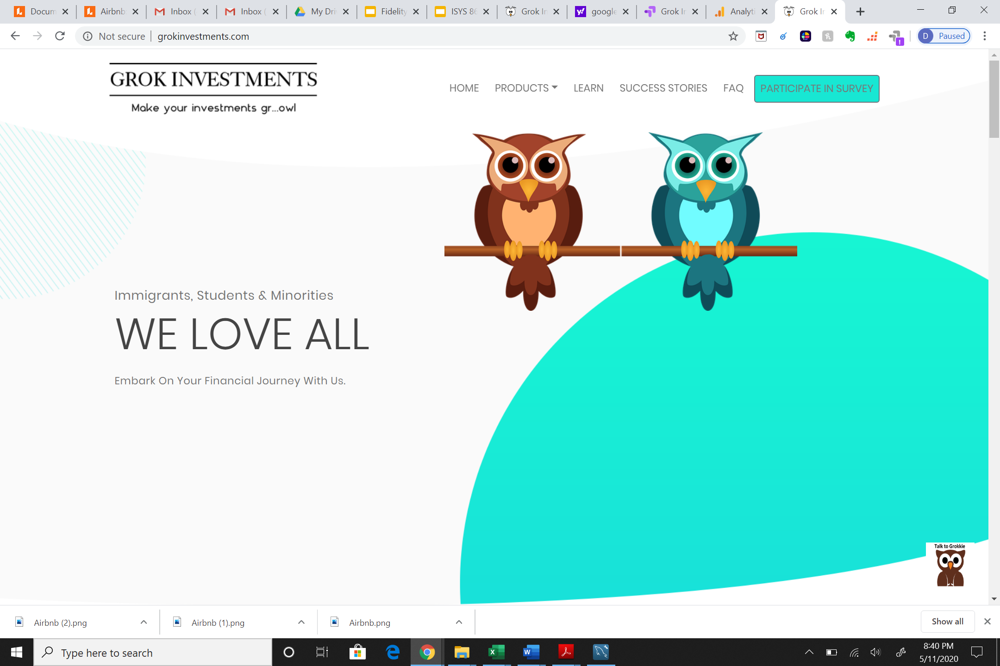 Docum
Airbnb:
Inbox (
Inbox (
My Dri
Fidelity
ISYS 86
Grok In
google
Grok In
Analyti
Grok In
Not secure
grokinvestments.com
D Paused
GROK INVESTMENTS
Make your investments gr...owl
HOME
PRODUCTS
LEARN
SUCCESS STORIES
FAQ
PARTICIPATE IN SURVEY
Immigrants, Students & Minorities
WE LOVE ALL
Embark On Your Financial Journey With Us.
Talk to Grokkie
Airbnb (2).png
Airbnb (1).png
Airbnb.png
Show all
Type here to search
8:40 PM
5/11/2020